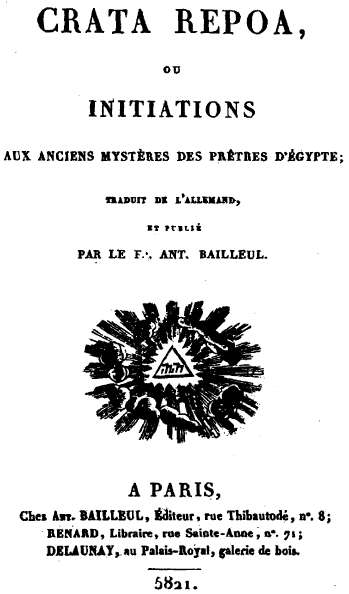 CRATA REPOA,
OU
INITIATIONS
AUX ANCIENS MYSTÈRES DES PRÊTRES D'ÉGYPTE;
TRADUIT DE L'ALLEMAND,
ET PUBLIÉ
PAR LE F∴ ANT. BAILLEUL.
יהוה
A PARIS,
Chez ANT. BAILLEUL, Éditeur, rue Thibautodé, nº. 8;
RENARD, Libraire, rue Sainte-Anne, nº. 71;
DELAUNAY, au Palais-Royal, galerie de bois.
5821.